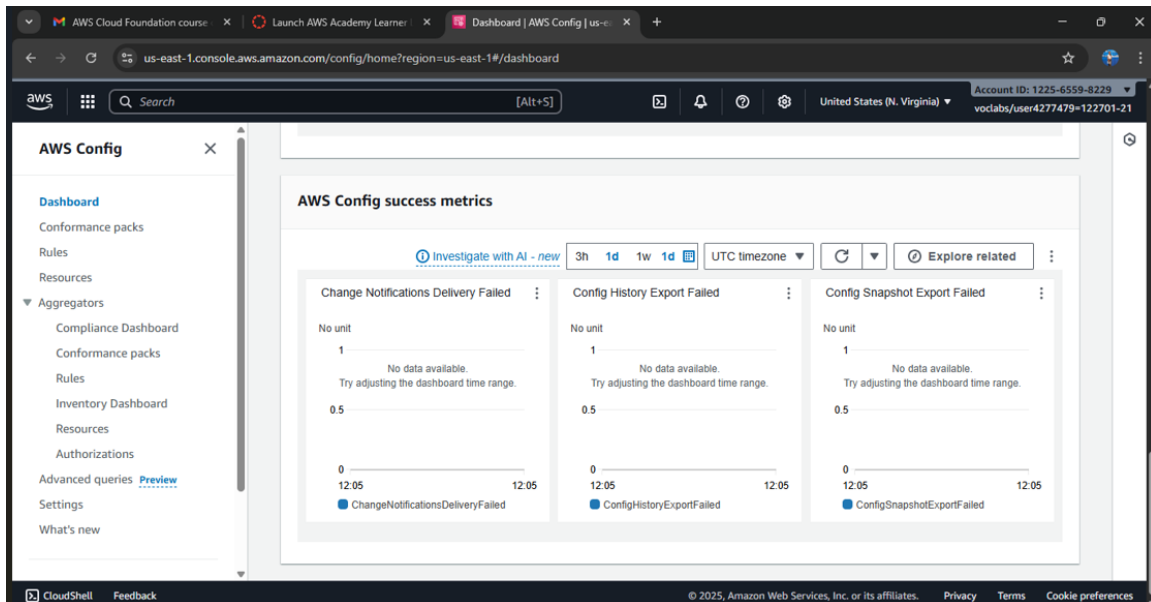 AWS Cloud Foundation course
Launch AWS Academy Learner
Dashboard | AWS Config | us-e
us-east-1.console.aws.amazon.com/config/home?region=us-east-1#/dashboard
aws
Search
[Alt+S]
United States (N. Virginia)
Account ID: 1225-6559-8229
voclabs/user4277479=122701-21
AWS Config
Dashboard
Conformance packs
Rules
Resources
Aggregators
Compliance Dashboard
Conformance packs
Rules
Inventory Dashboard
Resources
Authorizations
Advanced queries Preview
Settings
What's new
AWS Config success metrics
Investigate with AI - new
3h 1d 1w 1d
UTC timezone
Explore related
Change Notifications Delivery Failed
No unit
1
No data available.
Try adjusting the dashboard time range.
0.5
0
12:05 12:05
ChangeNotificationsDeliveryFailed
Config History Export Failed
No unit
1
No data available.
Try adjusting the dashboard time range.
0.5
0
12:05 12:05
ConfigHistoryExportFailed
Config Snapshot Export Failed
No unit
1
No data available.
Try adjusting the dashboard time range.
0.5
0
12:05 12:05
ConfigSnapshotExportFailed
CloudShell Feedback
© 2025, Amazon Web Services, Inc. or its affiliates. Privacy Terms Cookie preferences